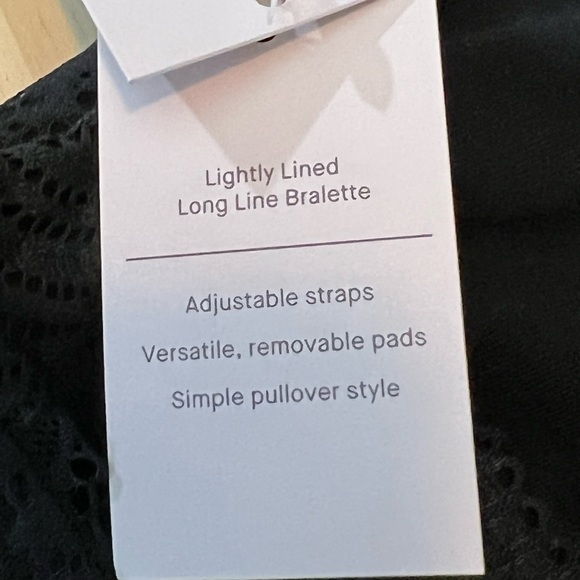 Lightly Lined
Long Line Bralette
Adjustable straps
Versatile, removable pads
Simple pullover style